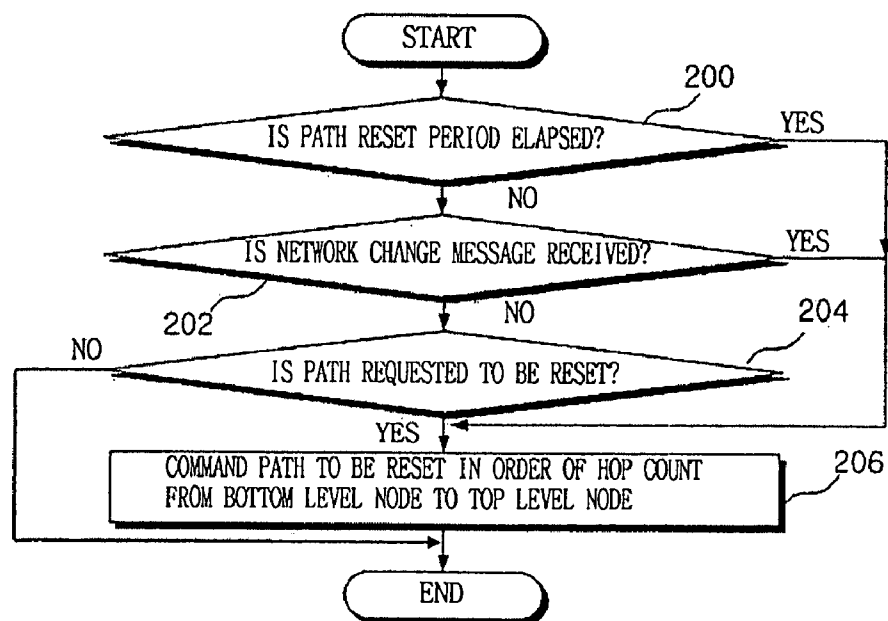 START
200
IS PATH RESET PERIOD ELAPSED?
YES
NO
IS NETWORK CHANGE MESSAGE RECEIVED?
YES
202
NO
204
NO
IS PATH REQUESTED TO BE RESET?
YES
COMMAND PATH TO BE RESET IN ORDER OF HOP COUNT
FROM BOTTOM LEVEL NODE TO TOP LEVEL NODE
206
END